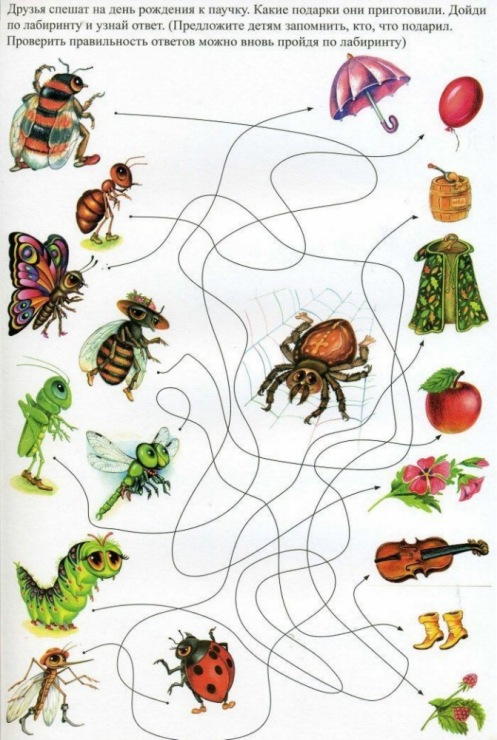 Друзья спешат на день рождения к паучку. Какие подарки они приготовили. Дойди
по лабиринту и узнай ответ. (Предложите детям запомнить, кто, что подарил.
Проверить правильность ответов можно вновь пройдя по лабиринту)